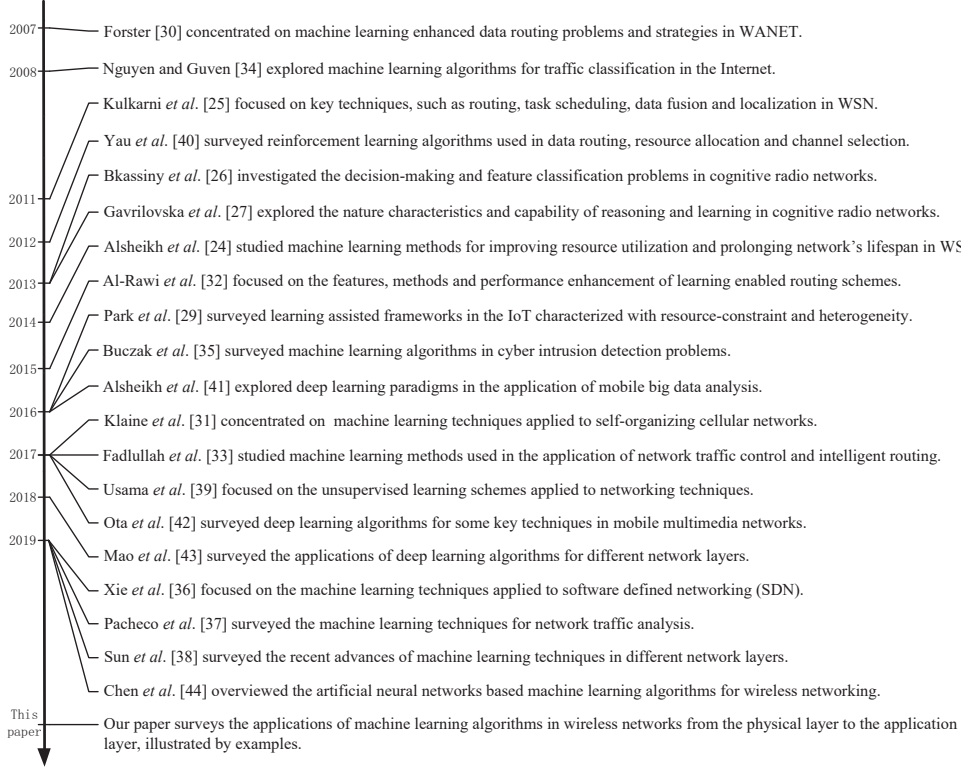 2007
Forster [30] concentrated on machine learning enhanced data routing problems and strategies in WANET.
2008
Nguyen and Guven [34] explored machine learning algorithms for traffic classification in the Internet.
Kulkarni et al. [25] focused on key techniques, such as routing, task scheduling, data fusion and localization in WSN.
Yau et al. [40] surveyed reinforcement learning algorithms used in data routing, resource allocation and channel selection.
Bkassiny et al. [26] investigated the decision-making and feature classification problems in cognitive radio networks.
2011
Gavrilovska et al. [27] explored the nature characteristics and capability of reasoning and learning in cognitive radio networks.
2012
Alsheikh et al. [24] studied machine learning methods for improving resource utilization and prolonging network's lifespan in WS
2013
Al-Rawi et al. [32] focused on the features, methods and performance enhancement of learning enabled routing schemes.
2014
Park et al. [29] surveyed learning assisted frameworks in the IoT characterized with resource-constraint and heterogeneity.
Buczak et al. [35] surveyed machine learning algorithms in cyber intrusion detection problems.
2015
Alsheikh et al. [41] explored deep learning paradigms in the application of mobile big data analysis.
2016
Klaine et al. [31] concentrated on machine learning techniques applied to self-organizing cellular networks.
2017
Fadlullah et al. [33] studied machine learning methods used in the application of network traffic control and intelligent routing.
Usama et al. [39] focused on the unsupervised learning schemes applied to networking techniques.
2018
Ota et al. [42] surveyed deep learning algorithms for some key techniques in mobile multimedia networks.
2019
Mao et al. [43] surveyed the applications of deep learning algorithms for different network layers.
Xie et al. [36] focused on the machine learning techniques applied to software defined networking (SDN).
Pacheco et al. [37] surveyed the machine learning techniques for network traffic analysis.
Sun et al. [38] surveyed the recent advances of machine learning techniques in different network layers.
Chen et al. [44] overviewed the artificial neural networks based machine learning algorithms for wireless networking.
This
paper
Our paper surveys the applications of machine learning algorithms in wireless networks from the physical layer to the application
layer, illustrated by examples.